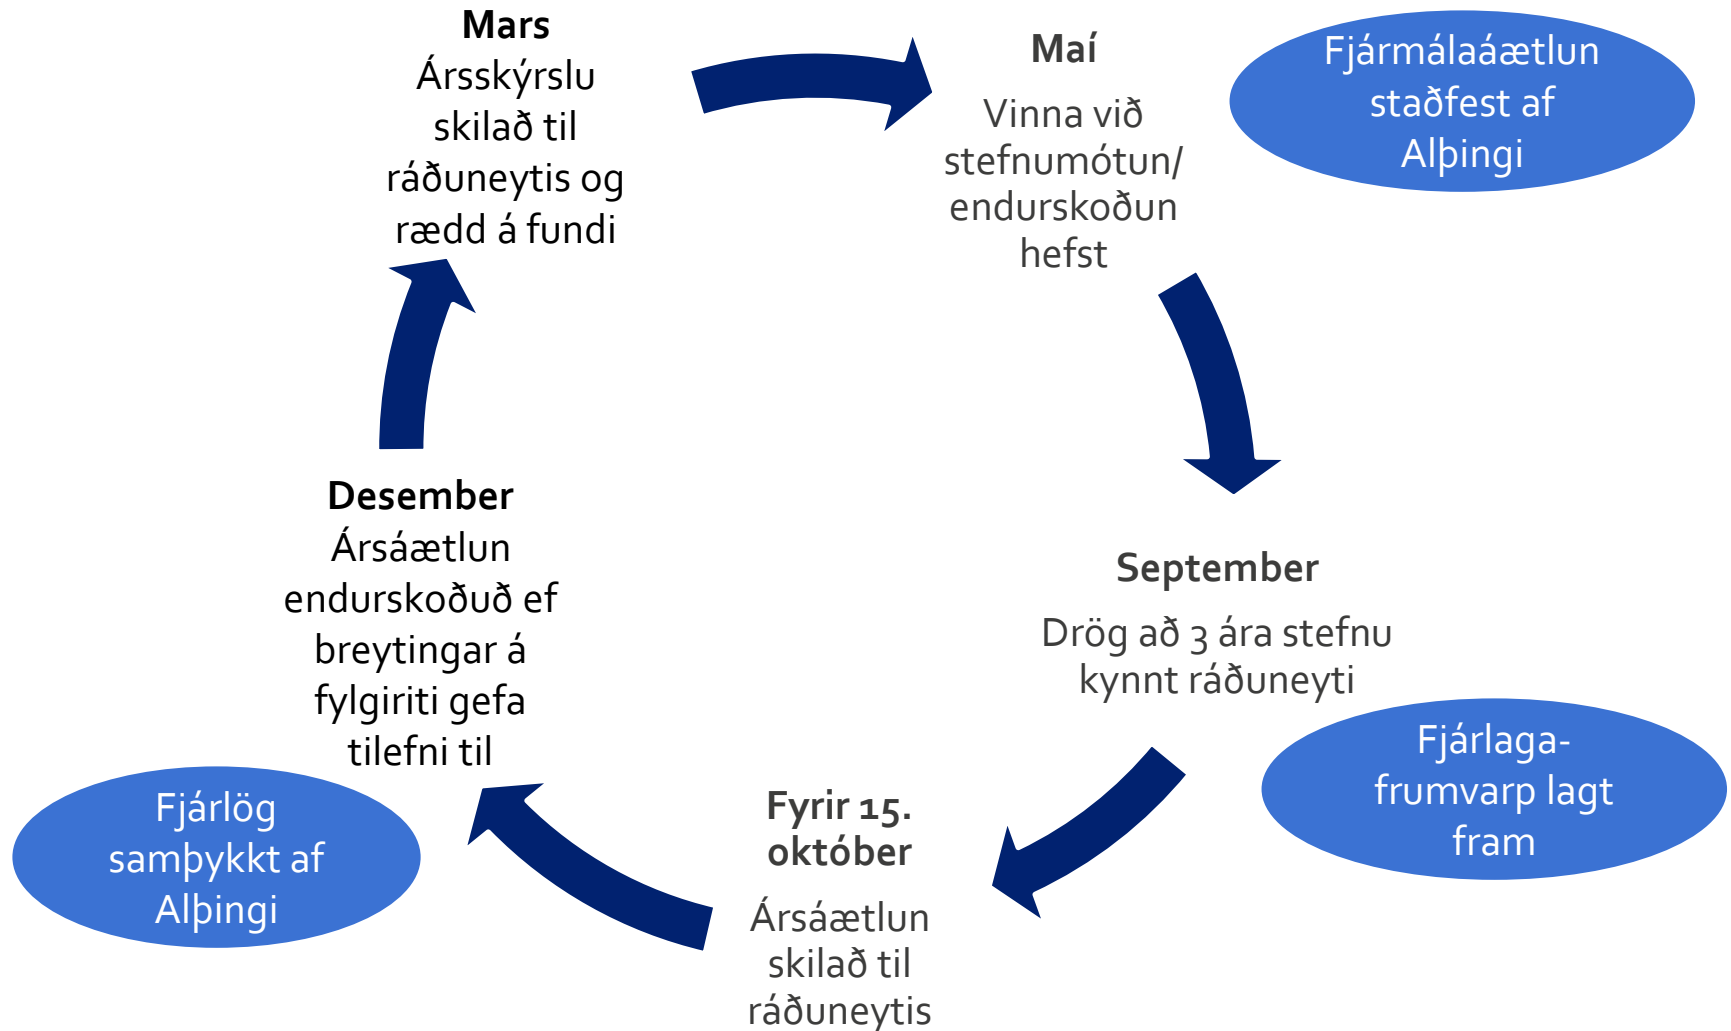 Mars
Ársskýrslu
skilað til
ráðuneytis og
rædd á fundi
Maí
Vinna við
stefnumótun/
endurskoðun
hefst
Fjármálaáætlun
staðfest af
Alþingi
September
Drög að 3 ára stefnu
kynnt ráðuneyti
Fjárlaga-
frumvarp lagt
fram
Fyrir 15.
október
Ársáætlun
skilað til
ráðuneytis
Desember
Ársáætlun
endurskoðuð ef
breytingar á
fylgiriti gefa
tilefni til
Fjárlög
samþykkt af
Alþingi